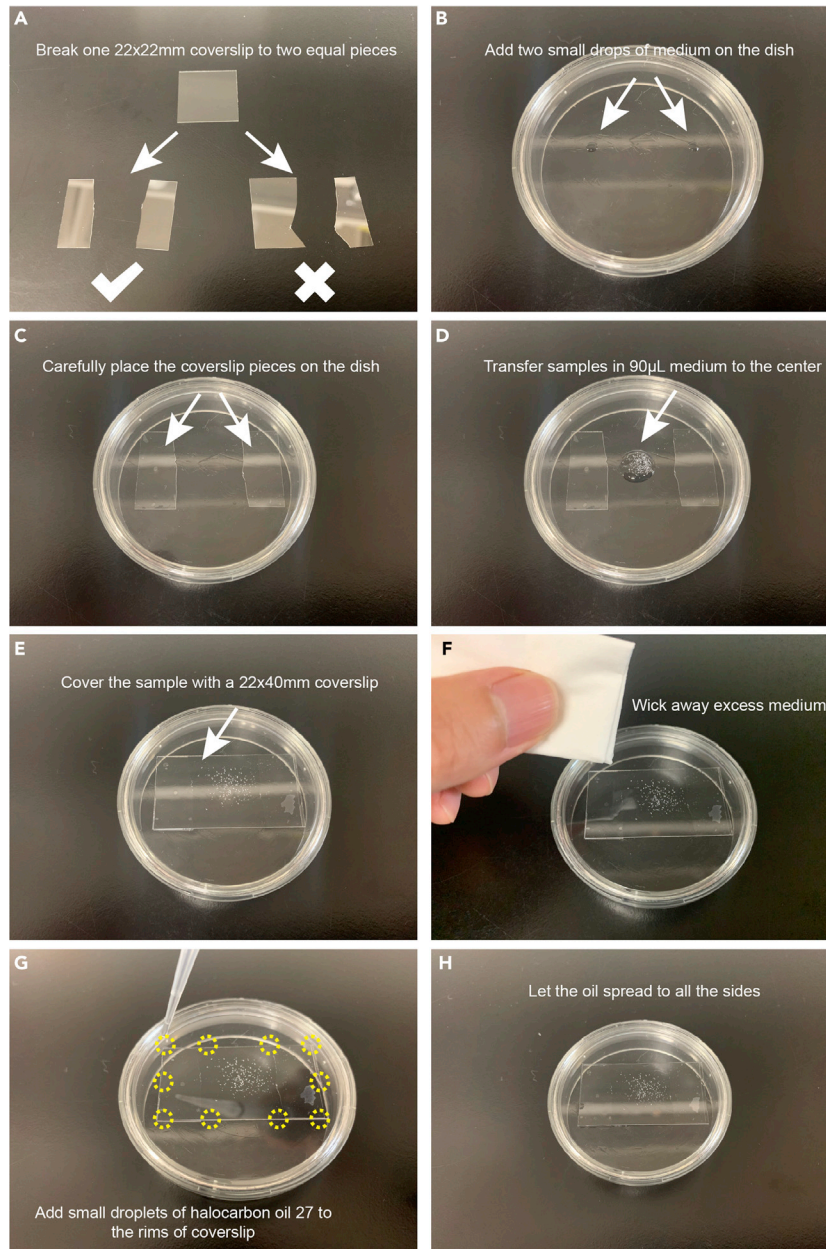 A
Break one 22x22mm coverslip to two equal pieces
B
Add two small drops of medium on the dish
C
Carefully place the coverslip pieces on the dish
D
Transfer samples in 90µL medium to the center
E
Cover the sample with a 22x40mm coverslip
F
Wick away excess medium
G
Add small droplets of halocarbon oil 27 to
the rims of coverslip
H
Let the oil spread to all the sides